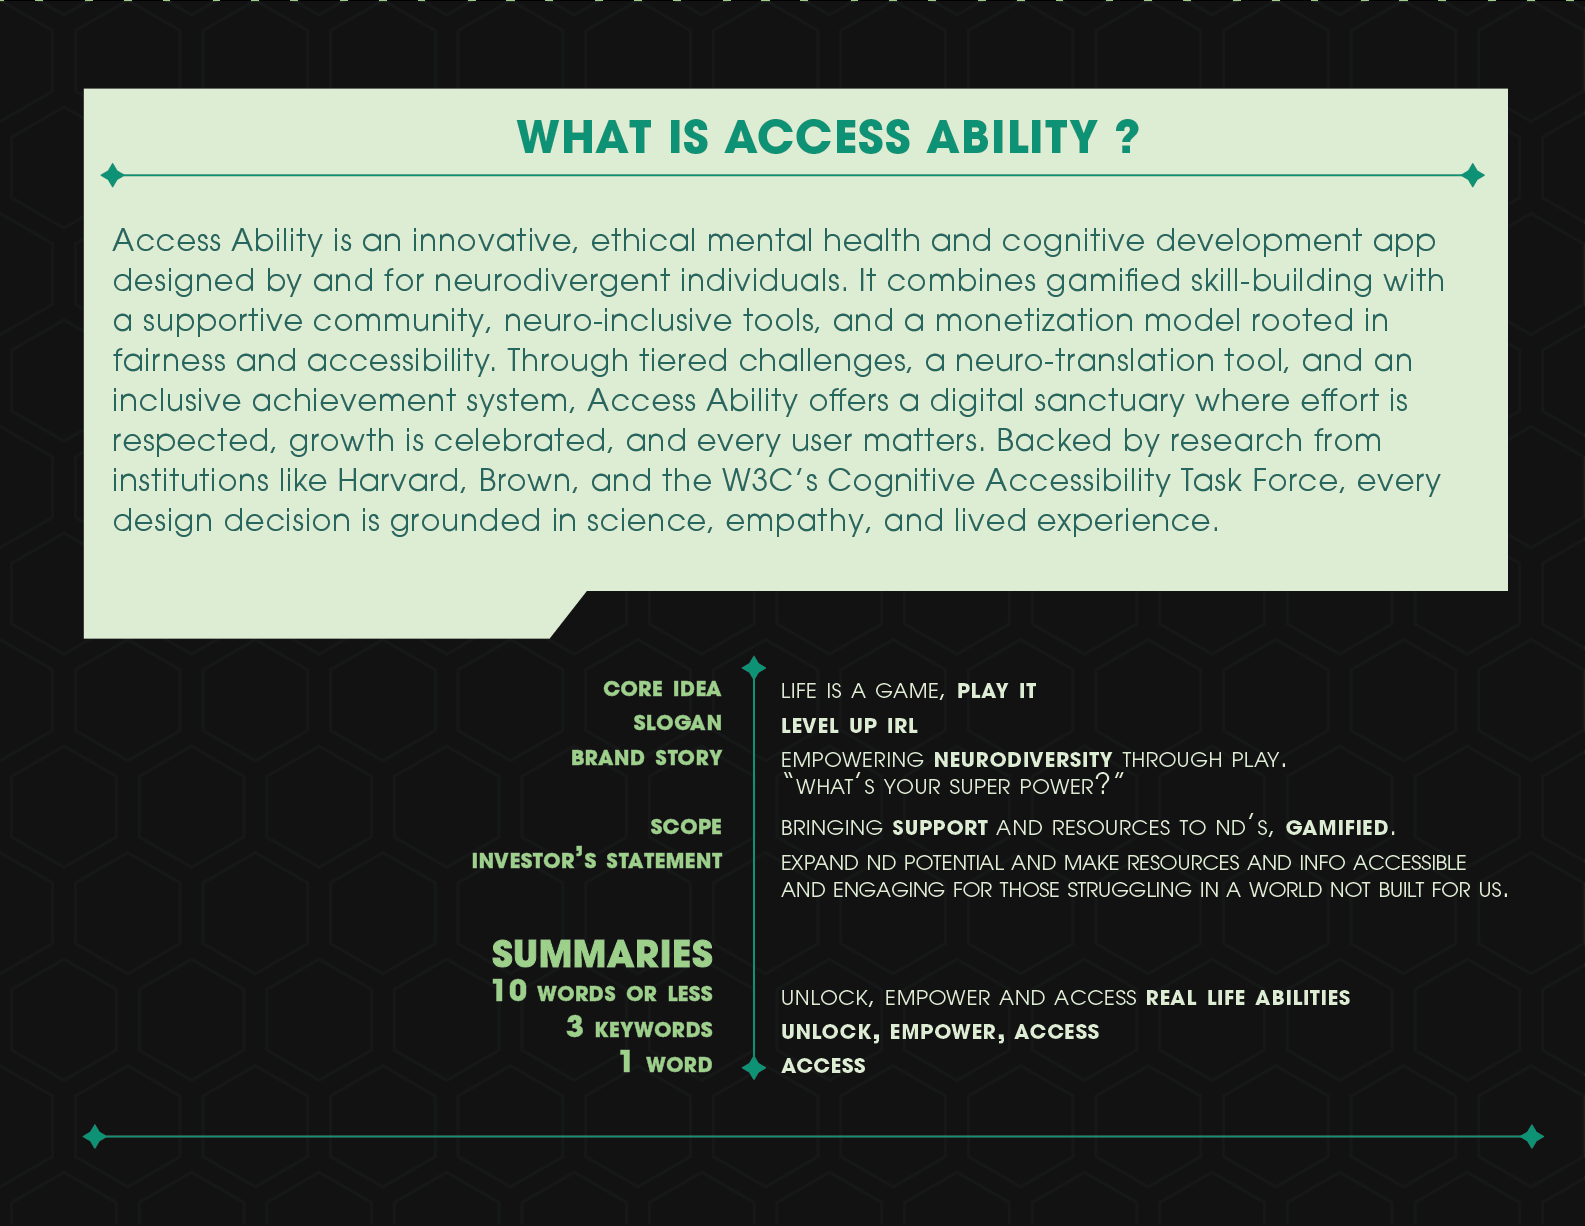 WHAT IS ACCESS ABILITY ?
Access Ability is an innovative, ethical mental health and cognitive development app
designed by and for neurodivergent individuals. It combines gamified skill-building with
a supportive community, neuro-inclusive tools, and a monetization model rooted in
fairness and accessibility. Through tiered challenges, a neuro-translation tool, and an
inclusive achievement system, Access Ability offers a digital sanctuary where effort is
respected, growth is celebrated, and every user matters. Backed by research from
institutions like Harvard, Brown, and the W3C’s Cognitive Accessibility Task Force, every
design decision is grounded in science, empathy, and lived experience.
CORE IDEA LIFE IS A GAME, PLAY IT
SLOGAN LEVEL UP IRL
BRAND STORY EMPOWERING NEURODIVERSITY THROUGH PLAY.
“WHAT’S YOUR SUPER POWER?”
SCOPE BRINGING SUPPORT AND RESOURCES TO ND’S, GAMIFIED.
INVESTOR’S STATEMENT EXPAND ND POTENTIAL AND MAKE RESOURCES AND INFO ACCESSIBLE
AND ENGAGING FOR THOSE STRUGGLING IN A WORLD NOT BUILT FOR US.
SUMMARIES
10 WORDS OR LESS UNLOCK, EMPOWER AND ACCESS REAL LIFE ABILITIES
3 KEYWORDS UNLOCK, EMPOWER, ACCESS
1 WORD ACCESS